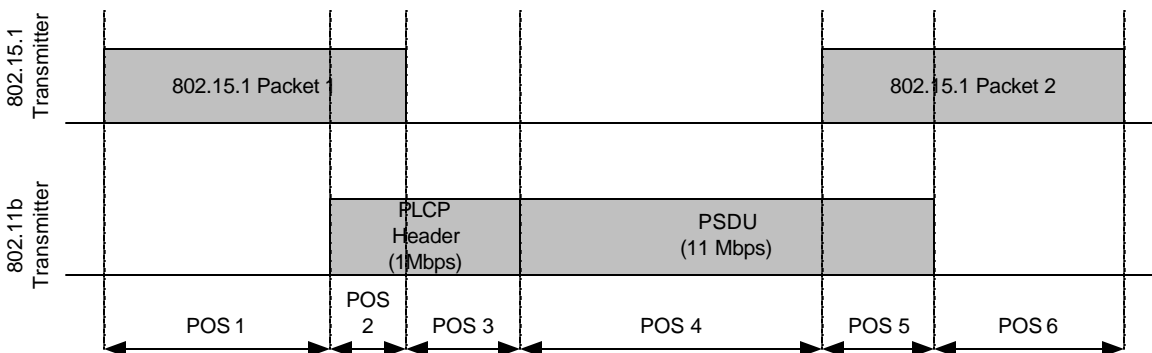 802.15.1
Transmitter
802.15.1 Packet 1
802.15.1 Packet 2
802.11b
Transmitter
PLCP
Header
(1Mbps)
PSDU
(11 Mbps)
POS 1
POS
2
POS 3
POS 4
POS 5
POS 6